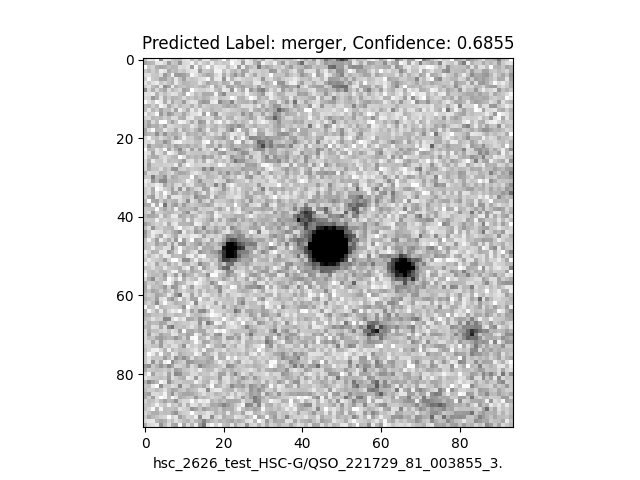 Predicted Label: merger, Confidence: 0.6855
0
20
40
60
80
0 20 40 60 80
hsc_2626_test_HSC-G/QSO_221729_81_003855_3.